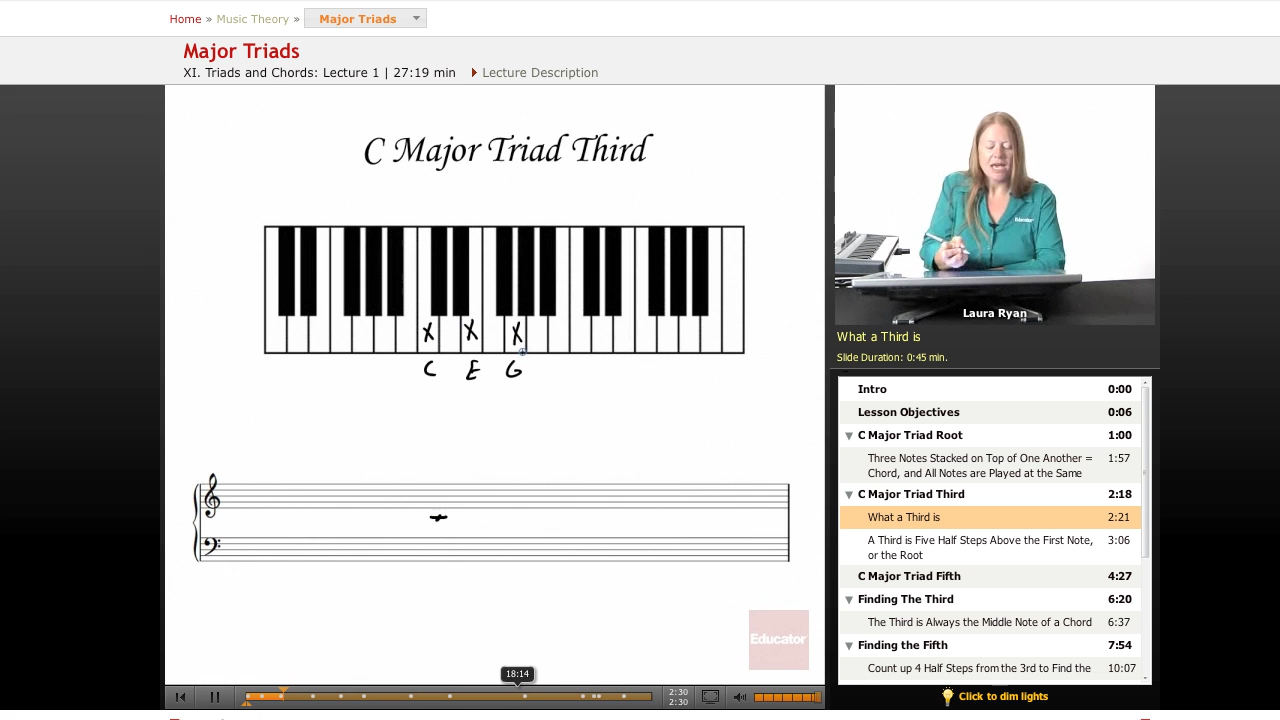 Home » Music Theory » Major Triads
Major Triads
XI. Triads and Chords: Lecture 1 | 27:19 min Lecture Description
C Major Triad Third
X X X
C E G
Educator
Educator
Laura Ryan
What a Third is
Slide Duration: 0:45 min.
Intro 0:00
Lesson Objectives 0:06
C Major Triad Root 1:00
Three Notes Stacked on Top of One Another = 1:57
Chord, and All Notes are Played at the Same
C Major Triad Third 2:18
What a Third is 2:21
A Third is Five Half Steps Above the First Note, 3:06
or the Root
C Major Triad Fifth 4:27
Finding The Third 6:20
The Third is Always the Middle Note of a Chord 6:37
Finding the Fifth 7:54
Count up 4 Half Steps from the 3rd to Find the 10:07
18:14
2:30
2:30
Click to dim lights